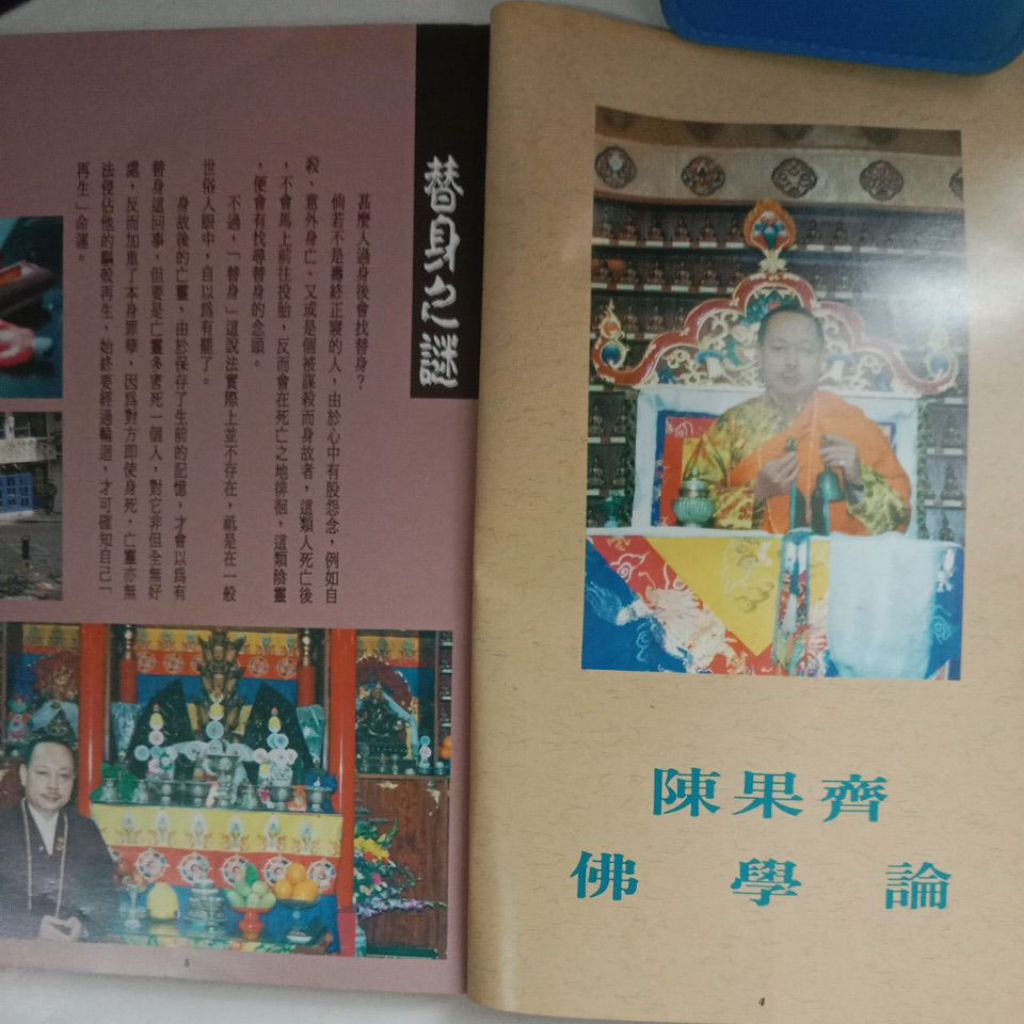 陳果齊
佛學論
4
替身之謎
甚麼人過身後會找替身?
倘若不是壽終正寢的人,由於心中有股怨念,例如自
殺、意外身亡、又或是個被謀殺而身故者,這類人死亡後
,不會馬上前往投胎,反而會在死亡之地徘徊,這類陰靈
,便會有找尋替身的念頭。
不過,「替身」這說法實際上並不存在,祇是在一般
世俗人眼中,自以為有罷了。
身故後的亡靈,由於保存了生前的記憶,才會以為有
替身這回事,但要是亡靈多害死一個人,對它非但全無好
處,反而加重了本身罪孽,因為對方即使身死,亡靈亦無
法侵佔他的軀殼再生,始終要經過輪迴,才可確知自己「
再生」命運。
5